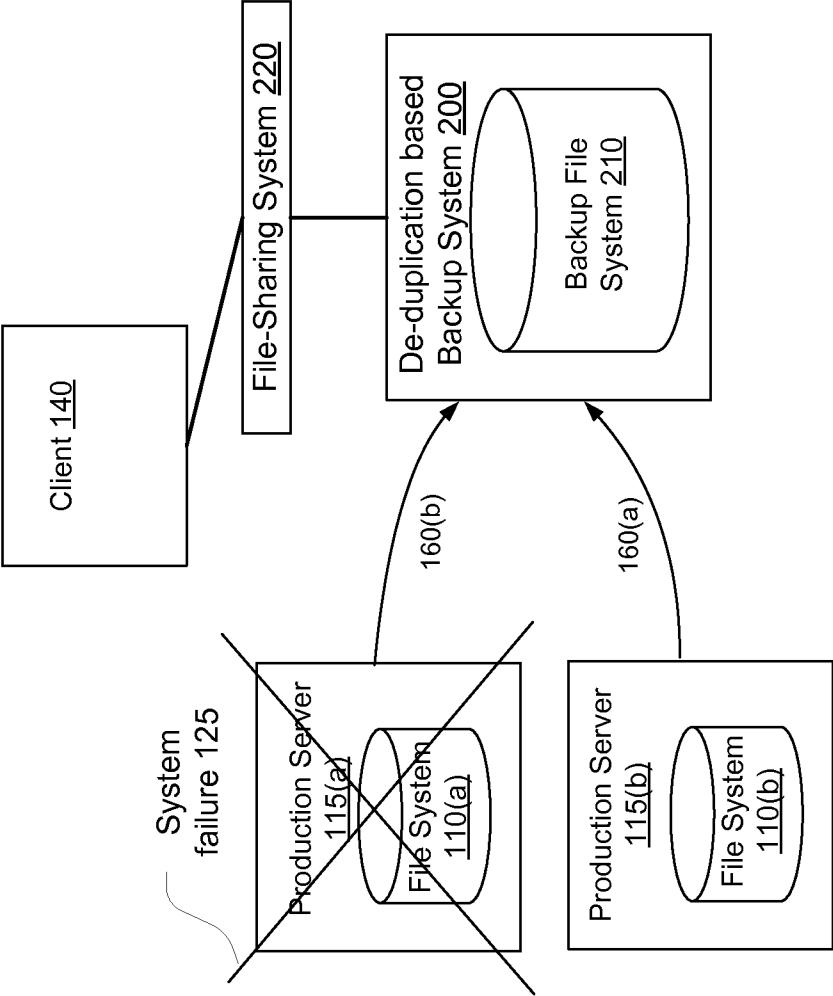 Client 140
System
failure 125
File-Sharing System 220
Production Server
115(a)
File System
110(a)
160(b)
De-duplication based
Backup System 200
Backup File
System 210
160(a)
Production Server
115(b)
File System
110(b)